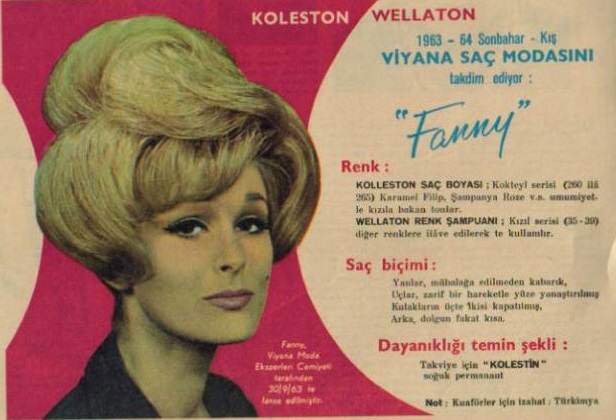 KOLESTON WELLATON
1963 - 64 Sonbahar - Kış
VİYANA SAÇ MODASINI
takdim ediyor :
"Fanny"
Renk :
KOLLESTON SAÇ BOYASI ; Kokteyl serisi (260 ilâ
265) Karamel Filip, Şampanya Roze v.s. umumiyet-
le kızıla bakan tonlar.
WELLATON RENK ŞAMPUANI ; Kızıl serisi (35 - 39)
diğer renklere ilâve edilerek te kullanılır.
Saç biçimi :
Yanlar, mübalağa edilmeden kabarık,
Uçlar, zarif bir hareketle yüze yanaştırılmış
Kulakların üçte ikisi kapatılmış,
Arka, dolgun fakat kısa.
Dayanıklığı temin şekli :
Takviye için "KOLESTİN"
soğuk permanant
Not : Kuaförler için izahat : Türkinya
Fanny,
Viyana Moda
Eksperleri Cemiyeti
tarafından
30/9/63 te
lanse edilmiştir.